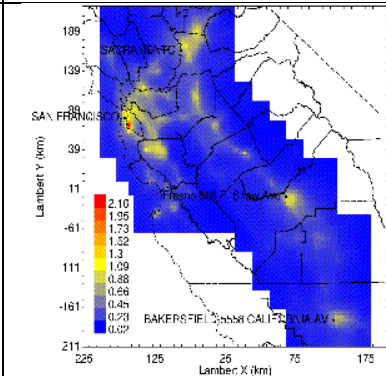 189
SACRAMENTO
139
SAN FRANCISCO
39
Lambert Y (km)
11
Fresno Shaw Ave
2.16
1.95
1.73
1.52
1.3
1.09
0.88
0.66
0.45
0.23
0.02
-61
111
-161
BAKERSFIELD-5558 CALIFORNIA AV
211
225 125 25 75 175
Lambert X (km)